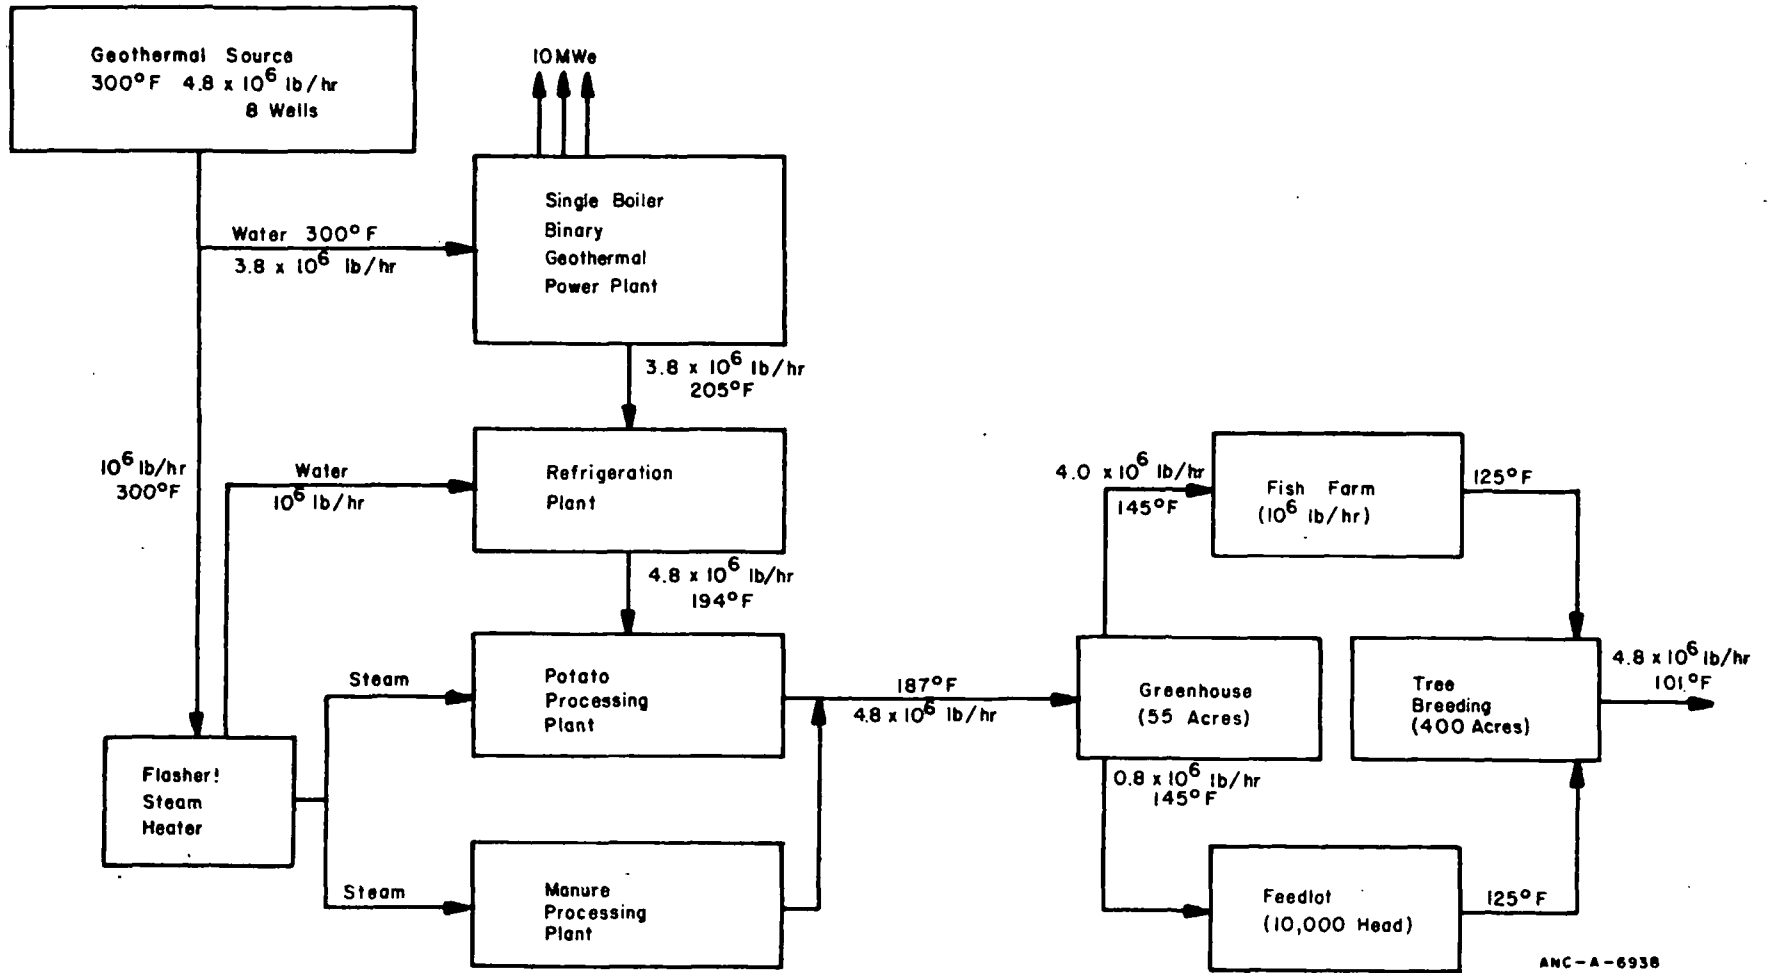 Geothermal Source
300°F 4.8 x 10⁶ lb/hr
8 Wells
10 MWe
Single Boiler
Binary
Geothermal
Power Plant
Water 300°F
3.8 x 10⁶ lb/hr
3.8 x 10⁶ lb/hr
205°F
10⁶ lb/hr
300°F
Water
10⁶ lb/hr
Refrigeration
Plant
4.8 x 10⁶ lb/hr
194°F
Steam
Potato
Processing
Plant
187°F
4.8 x 10⁶ lb/hr
Flasher!
Steam
Heater
Steam
Manure
Processing
Plant
4.0 x 10⁶ lb/hr
145°F
Fish Farm
(10⁶ lb/hr)
125°F
Greenhouse
(55 Acres)
Tree
Breeding
(400 Acres)
4.8 x 10⁶ lb/hr
101.°F
0.8 x 10⁶ lb/hr
145°F
Feedlot
(10,000 Head)
125°F
ANC-A-6938